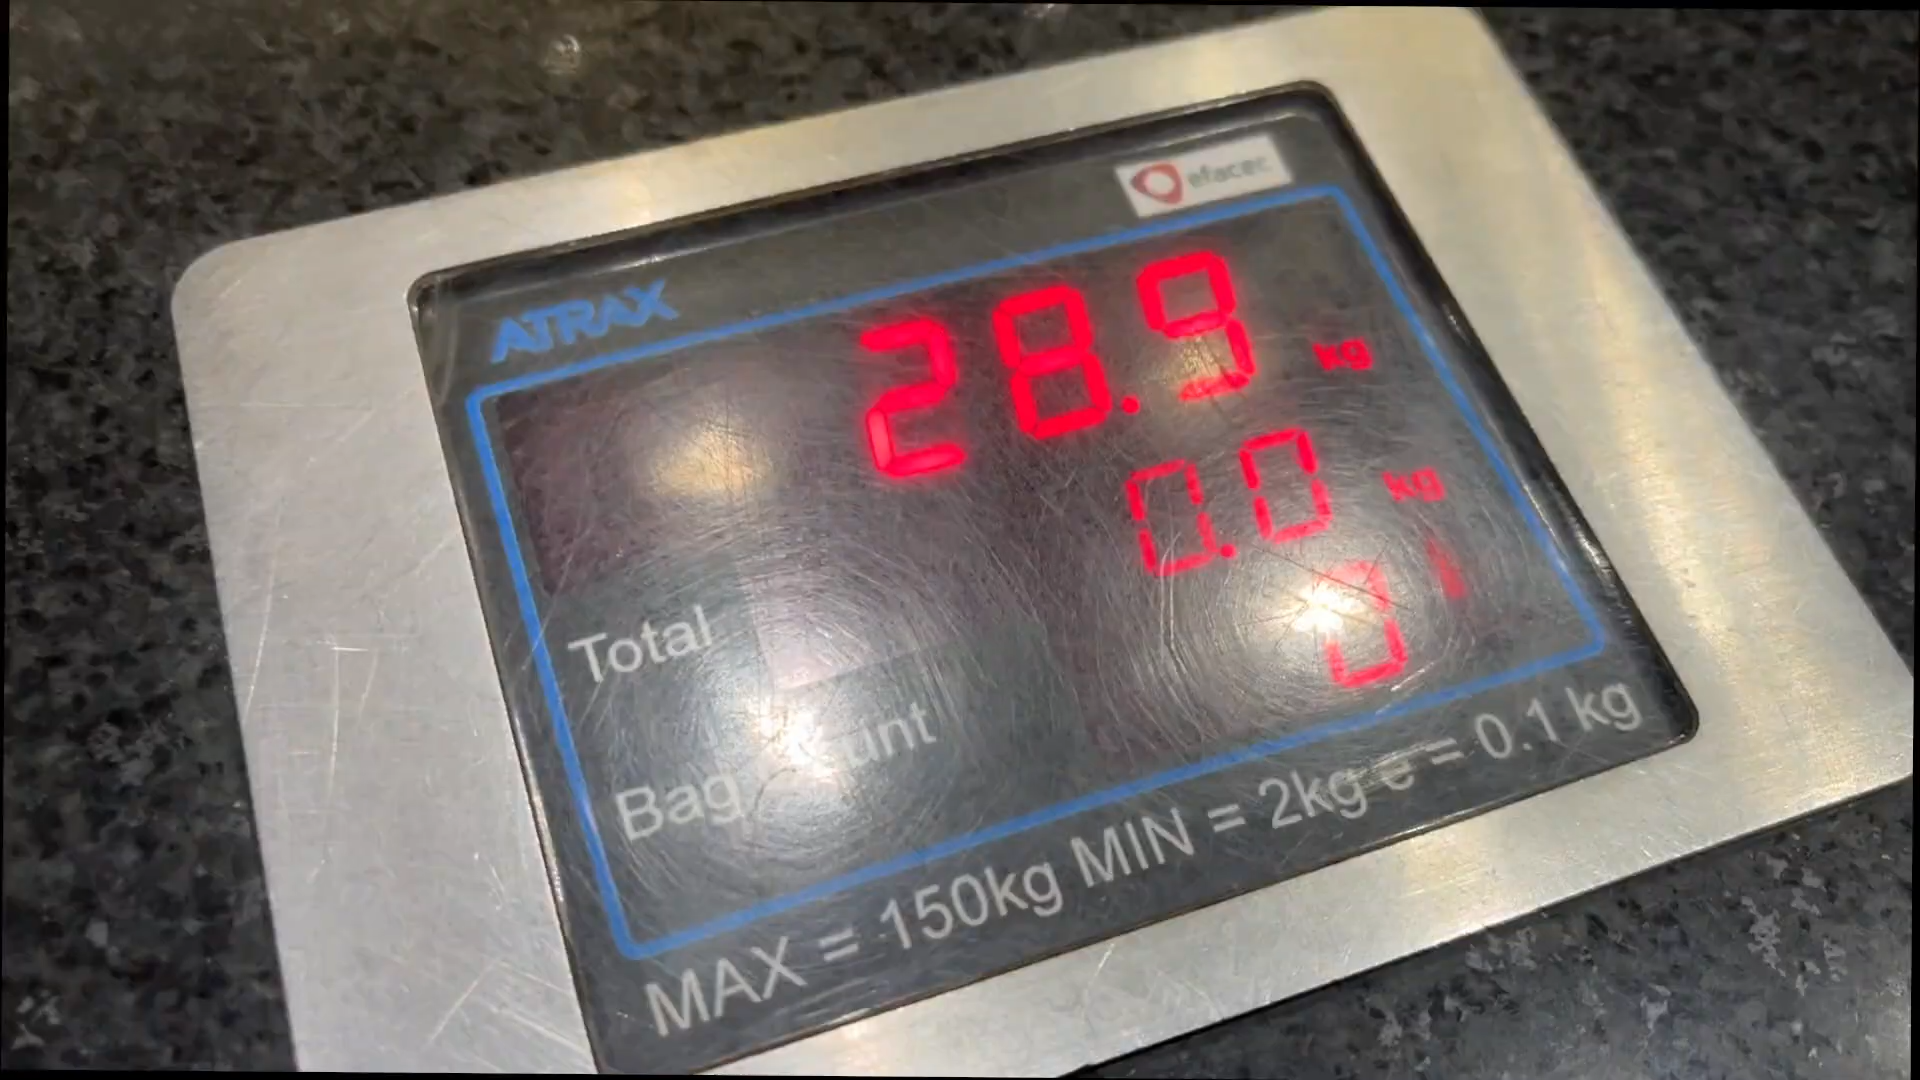 efacec
ATRAX
28.9 kg
0.0 kg
Total
0
Bag
MAX = 150kg MIN = 2kg e = 0.1 kg